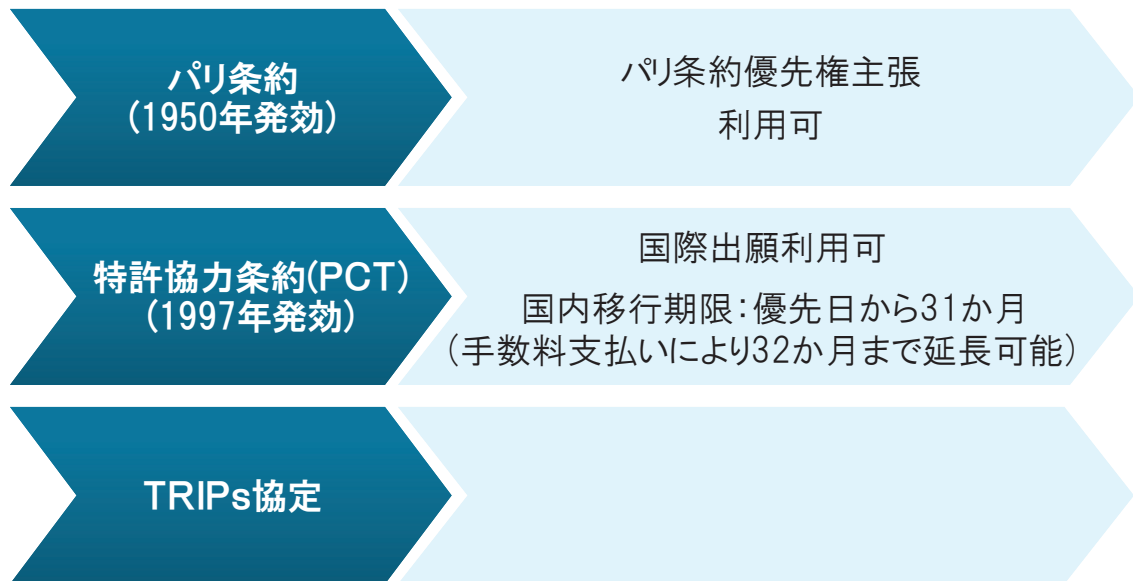 パリ条約
(1950年発効)
パリ条約優先権主張
利用可
特許協力条約(PCT)
(1997年発効)
国際出願利用可
国内移行期限：優先日から31か月
（手数料支払いにより32か月まで延長可能）
TRIPs協定